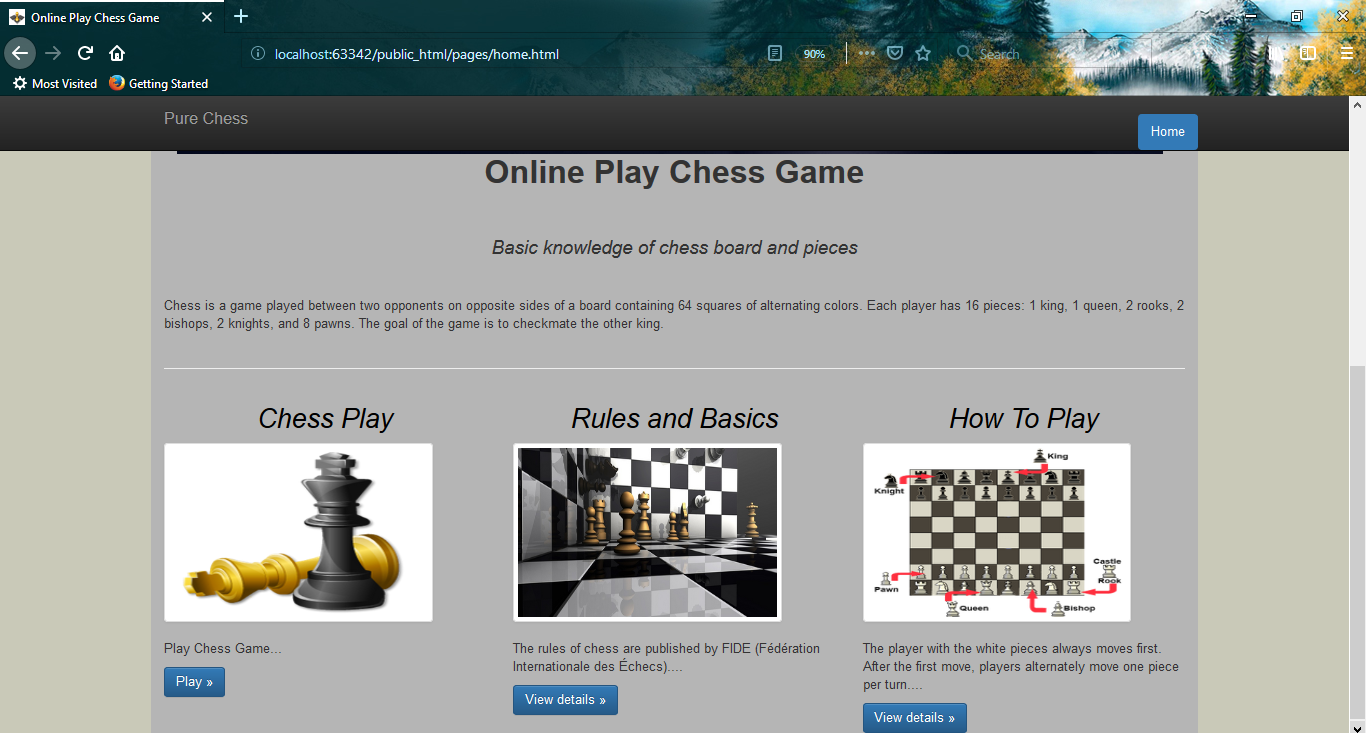 Online Play Chess Game
localhost:63342/public_html/pages/home.html
90%
Search
Most Visited
Getting Started
Pure Chess
Home
Online Play Chess Game
Basic knowledge of chess board and pieces
Chess is a game played between two opponents on opposite sides of a board containing 64 squares of alternating colors. Each player has 16 pieces: 1 king, 1 queen, 2 rooks, 2
bishops, 2 knights, and 8 pawns. The goal of the game is to checkmate the other king.
Chess Play
Rules and Basics
How To Play
King
Knight
Castle
Rook
Pawn
Queen
Bishop
Play Chess Game...
Play »
The rules of chess are published by FIDE (Fédération
Internationale des Échecs)....
View details »
The player with the white pieces always moves first.
After the first move, players alternately move one piece
per turn....
View details »